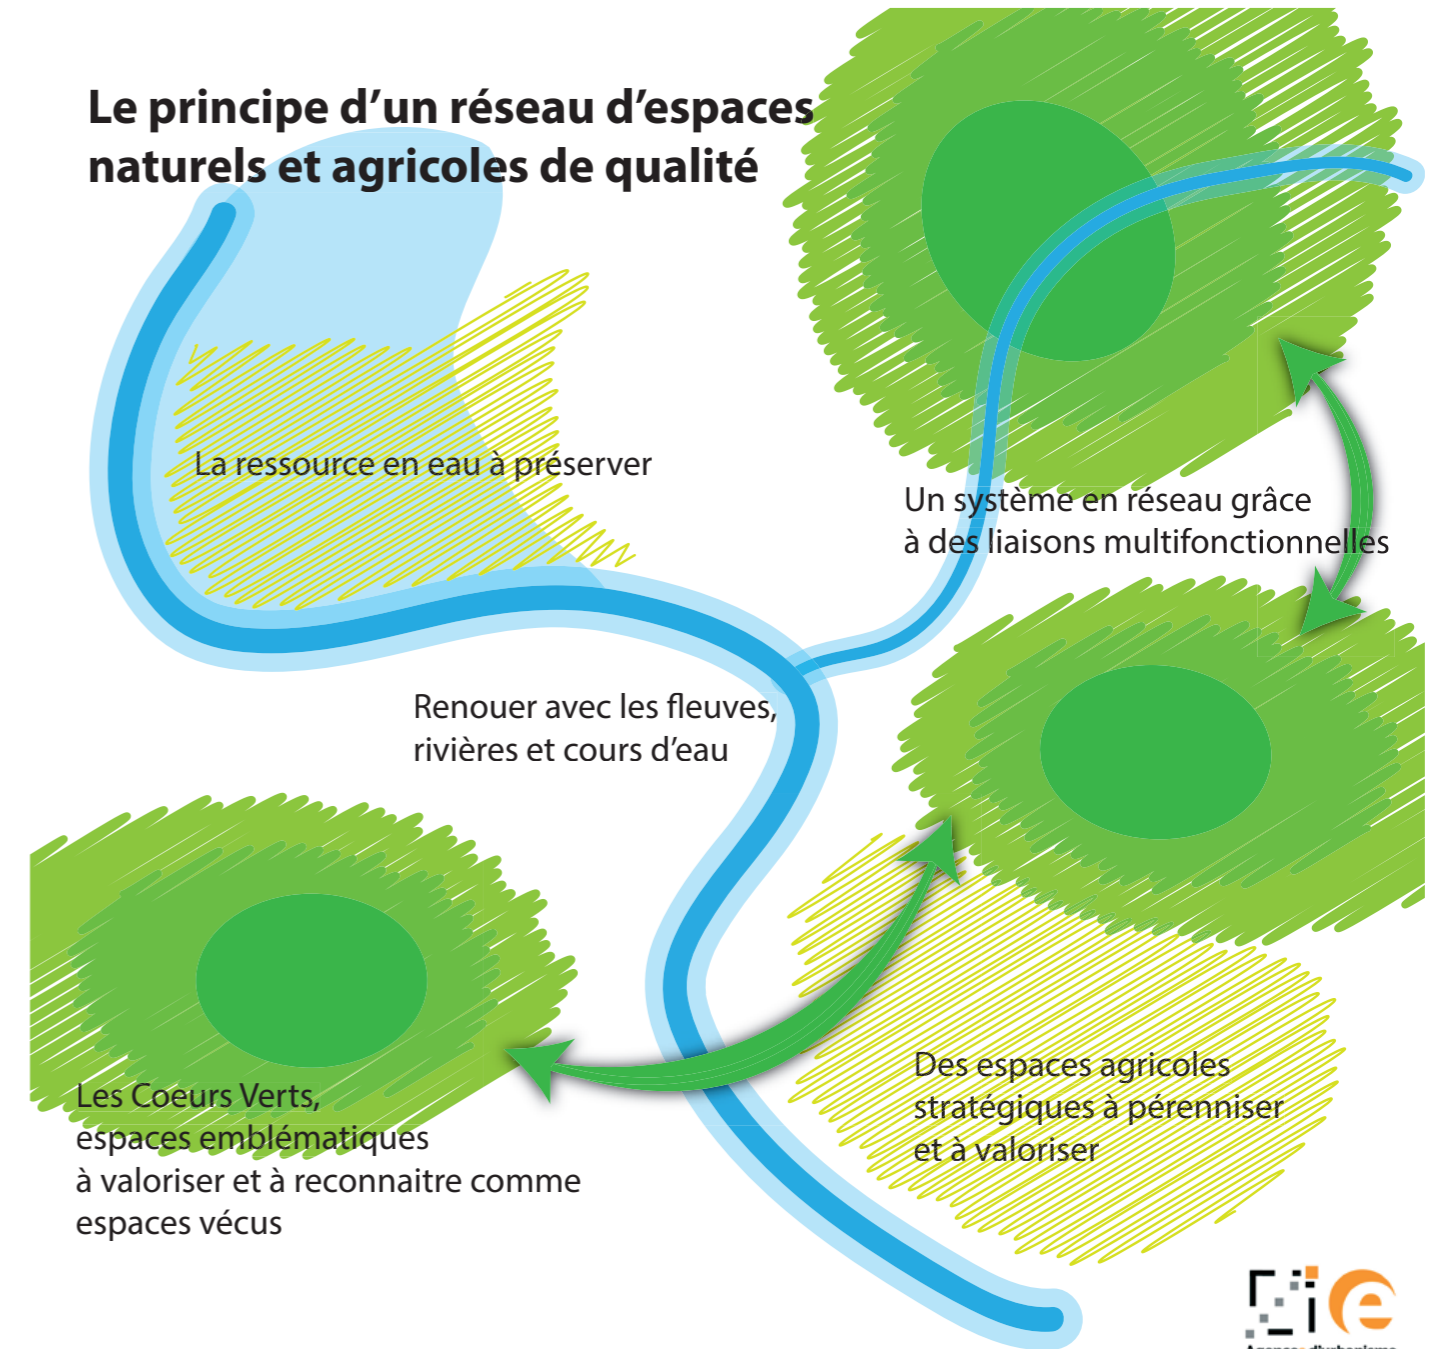 Le principe d’un réseau d’espaces
naturels et agricoles de qualité
La ressource en eau à préserver
Un système en réseau grâce
à des liaisons multifonctionnelles
Renouer avec les fleuves,
rivières et cours d’eau
Les Coeurs Verts,
espaces emblématiques
à valoriser et à reconnaitre comme
espaces vécus
Des espaces agricoles
stratégiques à pérenniser
et à valoriser